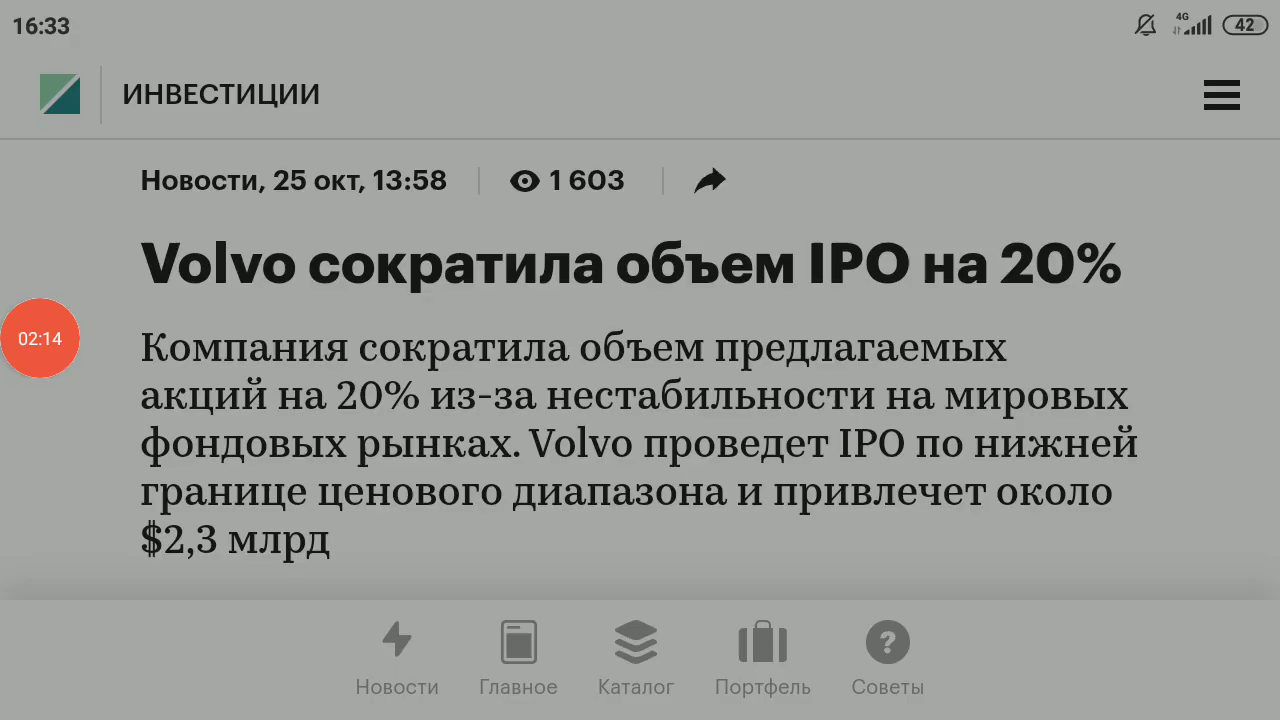 16:33
4G
42
ИНВЕСТИЦИИ
Новости, 25 окт, 13:58
1 603
Volvo сократила объем IPO на 20%
02:14
Компания сократила объем предлагаемых
акций на 20% из-за нестабильности на мировых
фондовых рынках. Volvo проведет IPO по нижней
границе ценового диапазона и привлечет около
$2,3 млрд
?
Новости
Главное
Каталог
Портфель
Советы